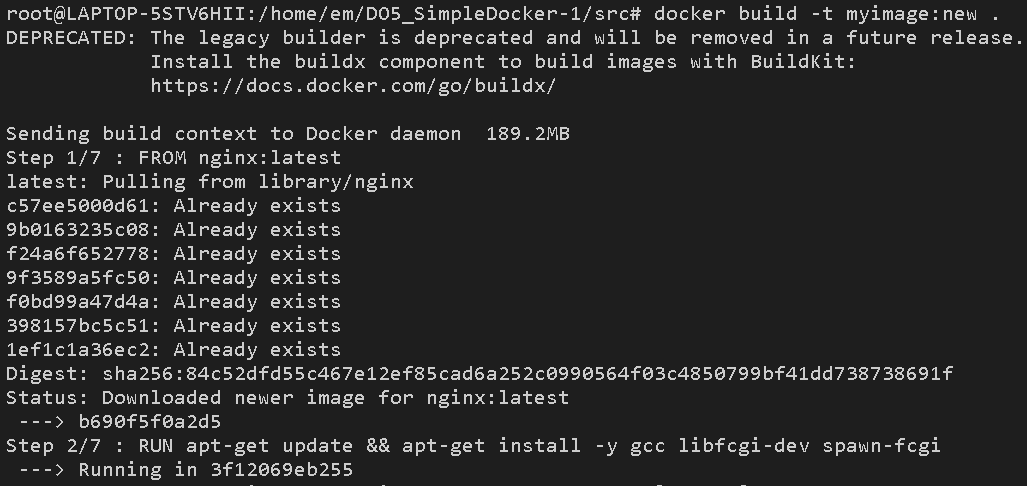 root@LAPTOP-5STV6HII:/home/em/DO5_SimpleDocker-1/src# docker build -t myimage:new .
DEPRECATED: The legacy builder is deprecated and will be removed in a future release.
            Install the buildx component to build images with BuildKit:
            https://docs.docker.com/go/buildx/

Sending build context to Docker daemon  189.2MB
Step 1/7 : FROM nginx:latest
latest: Pulling from library/nginx
c57ee5000d61: Already exists
9b0163235c08: Already exists
f24a6f652778: Already exists
9f3589a5fc50: Already exists
f0bd99a47d4a: Already exists
398157bc5c51: Already exists
1ef1c1a36ec2: Already exists
Digest: sha256:84c52dfd55c467e12ef85cad6a252c0990564f03c4850799bf41dd738738691f
Status: Downloaded newer image for nginx:latest
 ---> b690f5f0a2d5
Step 2/7 : RUN apt-get update && apt-get install -y gcc libfcgi-dev spawn-fcgi
 ---> Running in 3f12069eb255